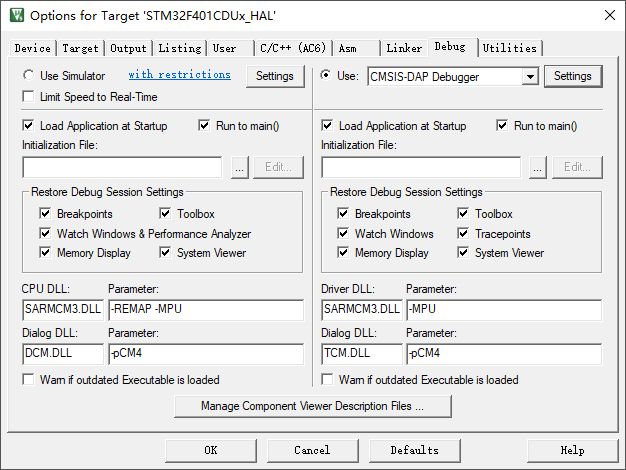 Options for Target 'STM32F401CDUx_HAL'
Device Target Output Listing User C/C++ (AC6) Asm Linker Debug Utilities
Use Simulator with restrictions Settings
Limit Speed to Real-Time
Load Application at Startup Run to main()
Initialization File:
... Edit...
Restore Debug Session Settings
Breakpoints Toolbox
Watch Windows & Performance Analyzer
Memory Display System Viewer
CPU DLL: Parameter:
SARMCM3.DLL -REMAP -MPU
Dialog DLL: Parameter:
DCM.DLL -pCM4
Warn if outdated Executable is loaded
Use: CMSIS-DAP Debugger Settings
Load Application at Startup Run to main()
Initialization File:
... Edit...
Restore Debug Session Settings
Breakpoints Toolbox
Watch Windows Tracepoints
Memory Display System Viewer
Driver DLL: Parameter:
SARMCM3.DLL -MPU
Dialog DLL: Parameter:
TCM.DLL -pCM4
Warn if outdated Executable is loaded
Manage Component Viewer Description Files ...
OK Cancel Defaults Help